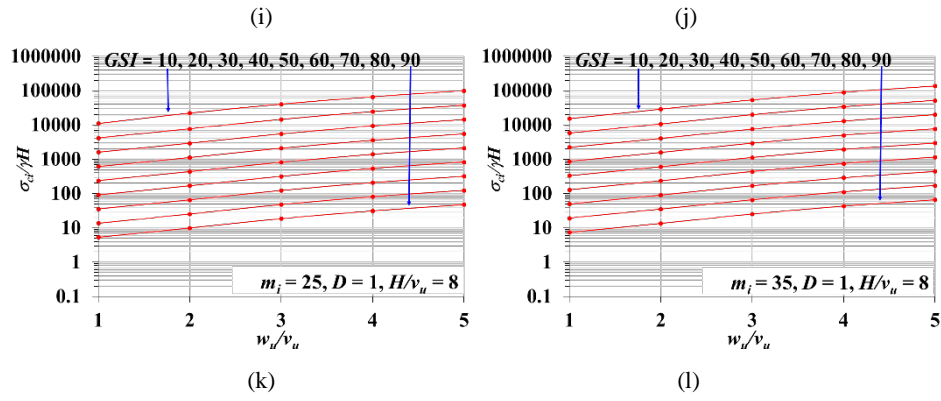 (i)
(j)
1000000
100000
10000
1000
100
10
1
0.1
σci/γH
GSI = 10, 20, 30, 40, 50, 60, 70, 80, 90
mi = 25, D = 1, H/vu = 8
1 2 3 4 5
wu/vu
(k)
1000000
100000
10000
1000
100
10
1
0.1
σci/γH
GSI = 10, 20, 30, 40, 50, 60, 70, 80, 90
mi = 35, D = 1, H/vu = 8
1 2 3 4 5
wu/vu
(l)